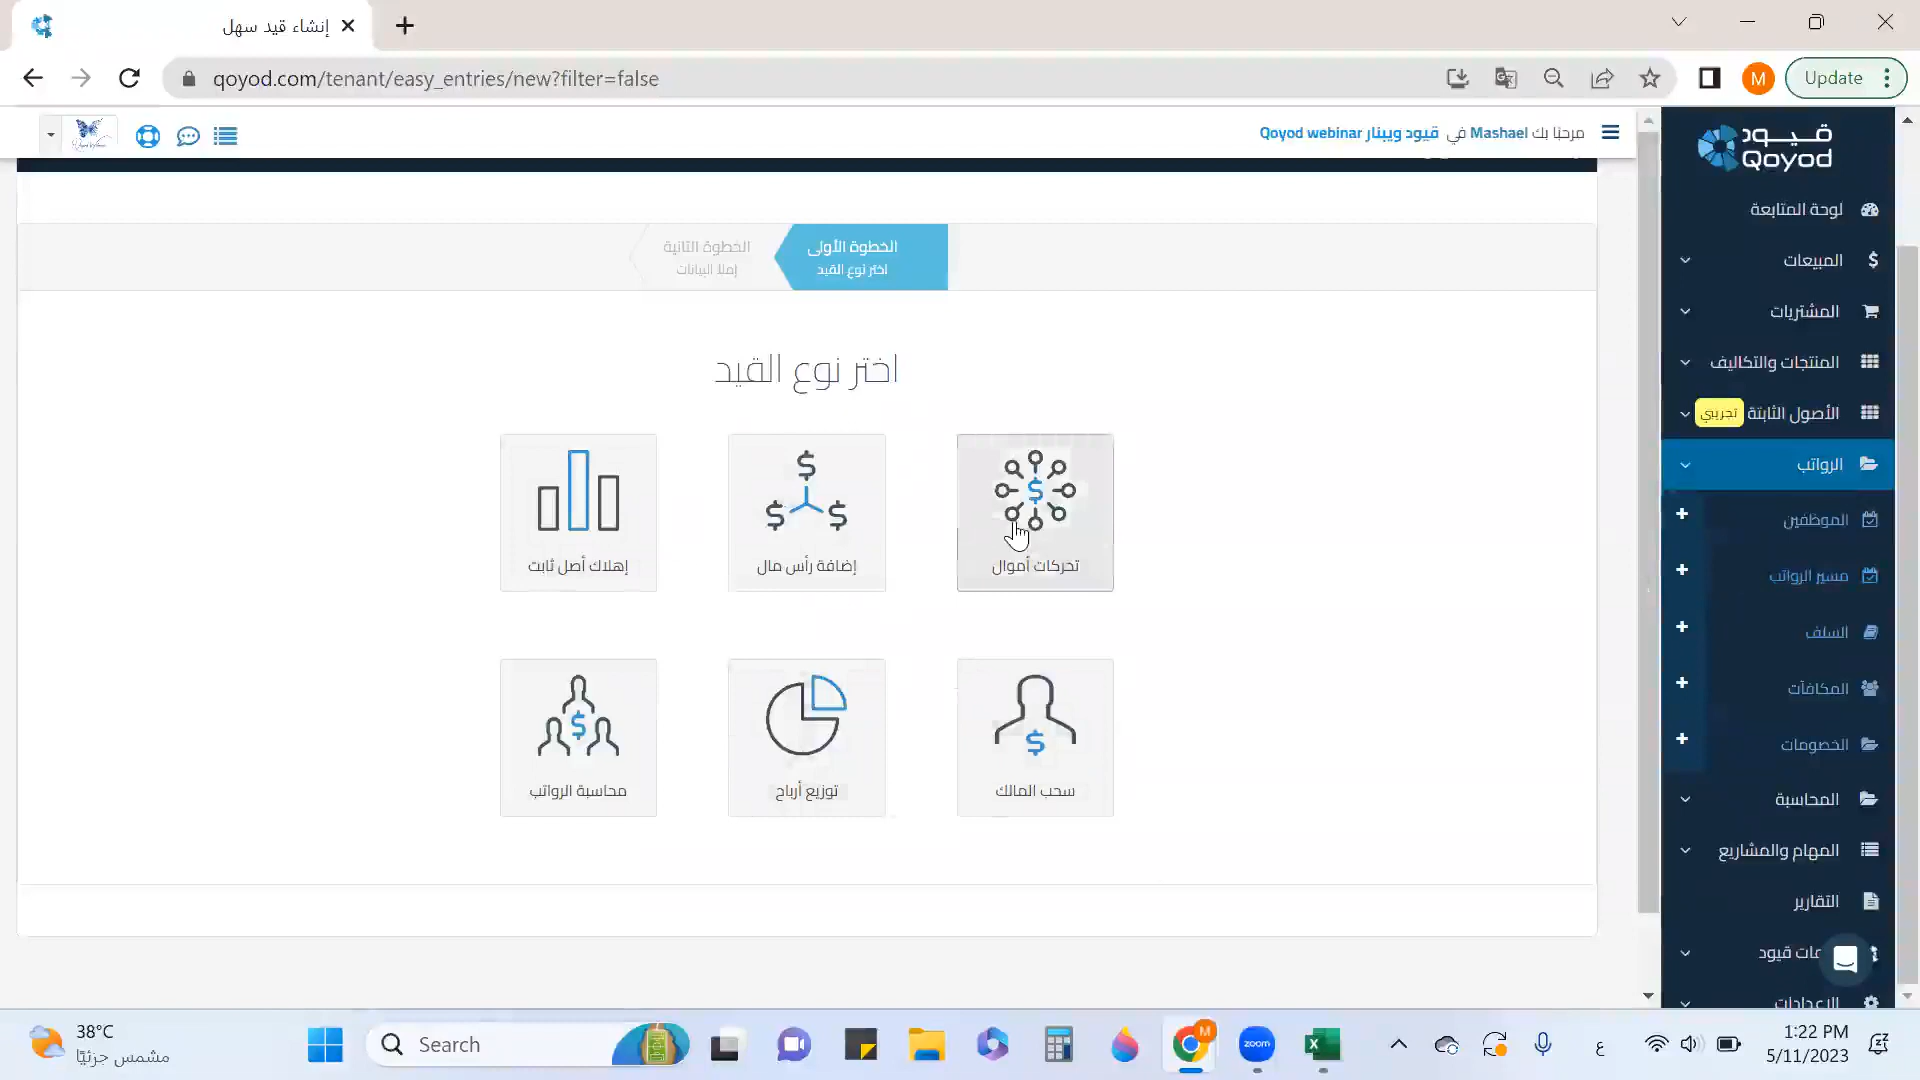 إنشاء قيد سهل
qoyod.com/tenant/easy_entries/new?filter=false
M
Update
مرحبًا بك Mashael في قيود ويبنار Qoyod webinar
قيود
Qoyod
الخطوة الأولى
اختر نوع القيد
الخطوة الثانية
إملأ البيانات
اختر نوع القيد
تحركات أموال
إضافة رأس مال
إهلاك أصل ثابت
سحب المالك
توزيع أرباح
محاسبة الرواتب
لوحة المتابعة
المبيعات
المشتريات
المنتجات والتكاليف
الأصول الثابتة تجريبي
الرواتب
الموظفين
مسير الرواتب
السلف
المكافآت
الخصومات
المحاسبة
المهام والمشاريع
التقارير
قيود
الإعدادات
38°C
مشمس جزئيًا
Search
M
zoom
ع
1:22 PM
5/11/2023